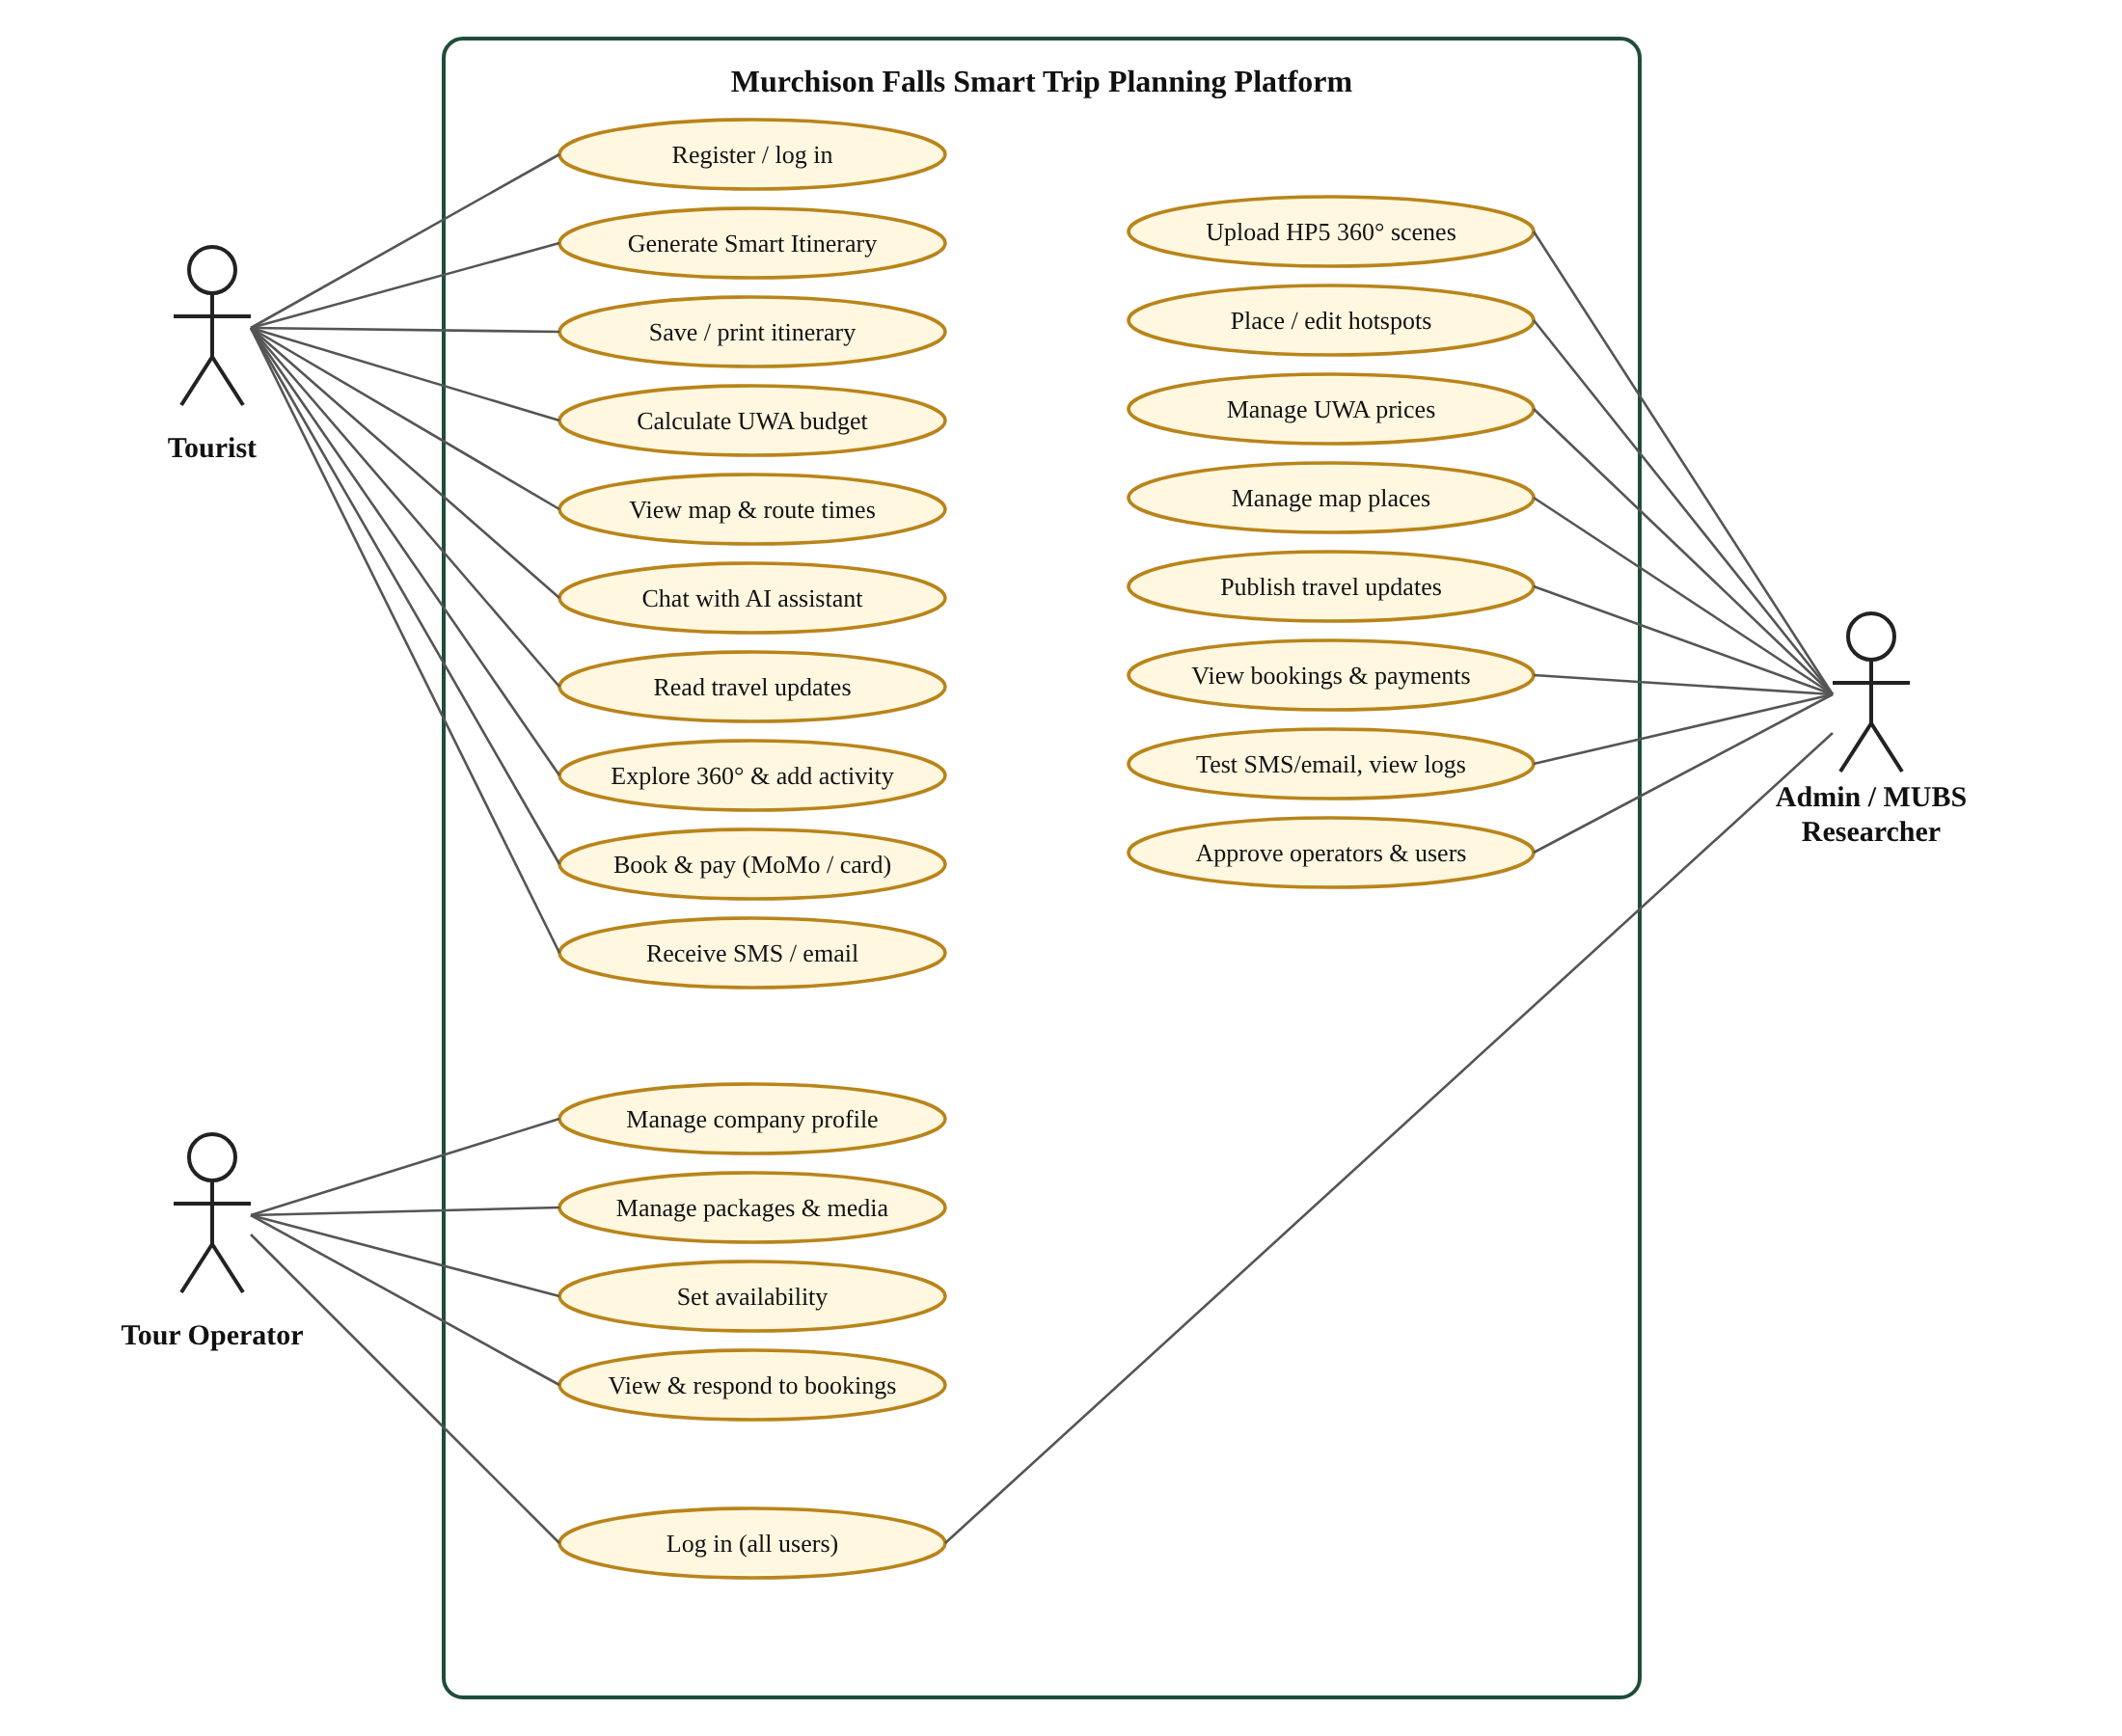 Murchison Falls Smart Trip Planning Platform
Register / log in
Generate Smart Itinerary
Save / print itinerary
Calculate UWA budget
View map & route times
Chat with AI assistant
Read travel updates
Explore 360° & add activity
Book & pay (MoMo / card)
Receive SMS / email
Manage company profile
Manage packages & media
Set availability
View & respond to bookings
Log in (all users)
Upload HP5 360° scenes
Place / edit hotspots
Manage UWA prices
Manage map places
Publish travel updates
View bookings & payments
Test SMS/email, view logs
Approve operators & users
Tourist
Tour Operator
Admin / MUBS
Researcher